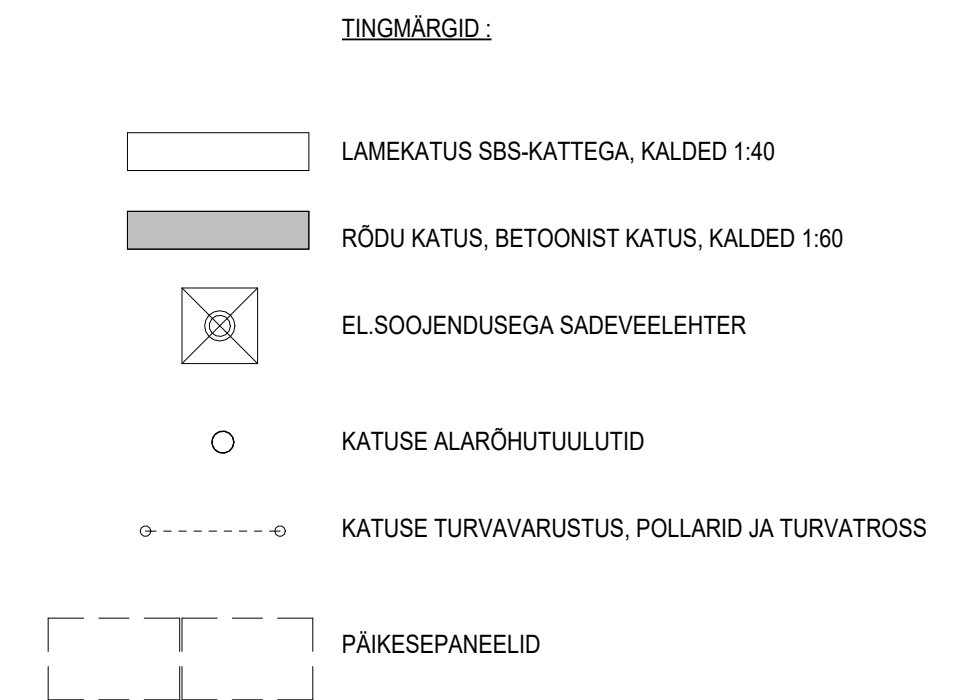 TINGMÄRGID :
LAMEKATUS SBS-KATTEGA, KALDED 1:40
RÕDU KATUS, BETOONIST KATUS, KALDED 1:60
EL.SOOJENDUSEGA SADEVEELEHTER
KATUSE ALARÕHUTUULUTID
KATUSE TURVAVARUSTUS, POLLARID JA TURVATROSS
PÄIKESEPANEELID